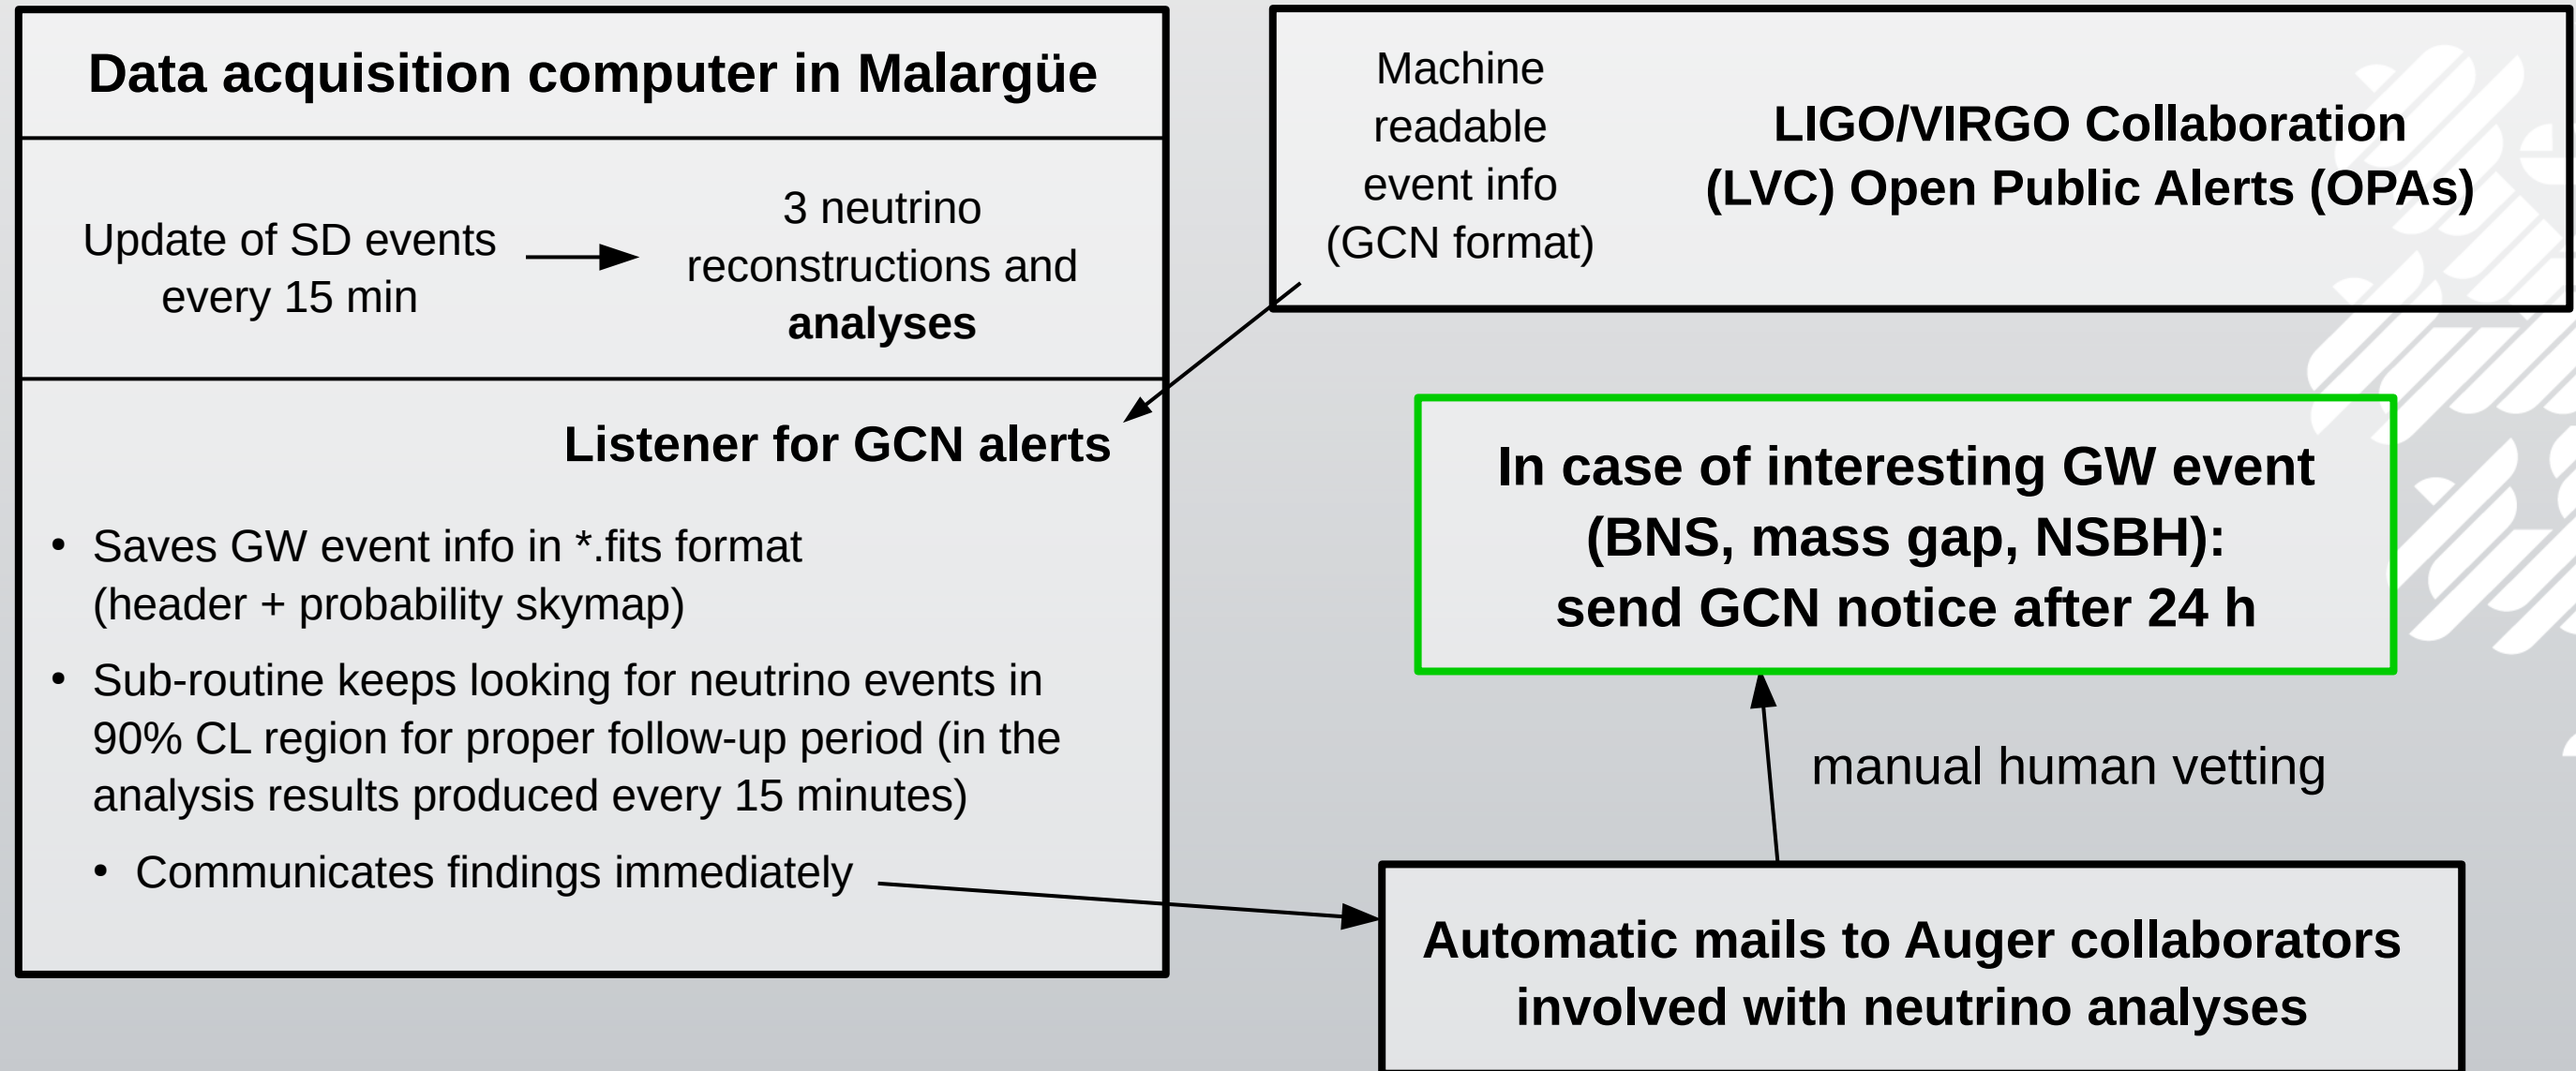 Data acquisition computer in Malargüe
Update of SD events
every 15 min
3 neutrino
reconstructions and
analyses
Listener for GCN alerts
• Saves GW event info in *.fits format
(header + probability skymap)
• Sub-routine keeps looking for neutrino events in
90% CL region for proper follow-up period (in the
analysis results produced every 15 minutes)
• Communicates findings immediately
Machine
readable
event info
(GCN format)
LIGO/VIRGO Collaboration
(LVC) Open Public Alerts (OPAs)
In case of interesting GW event
(BNS, mass gap, NSBH):
send GCN notice after 24 h
manual human vetting
Automatic mails to Auger collaborators
involved with neutrino analyses